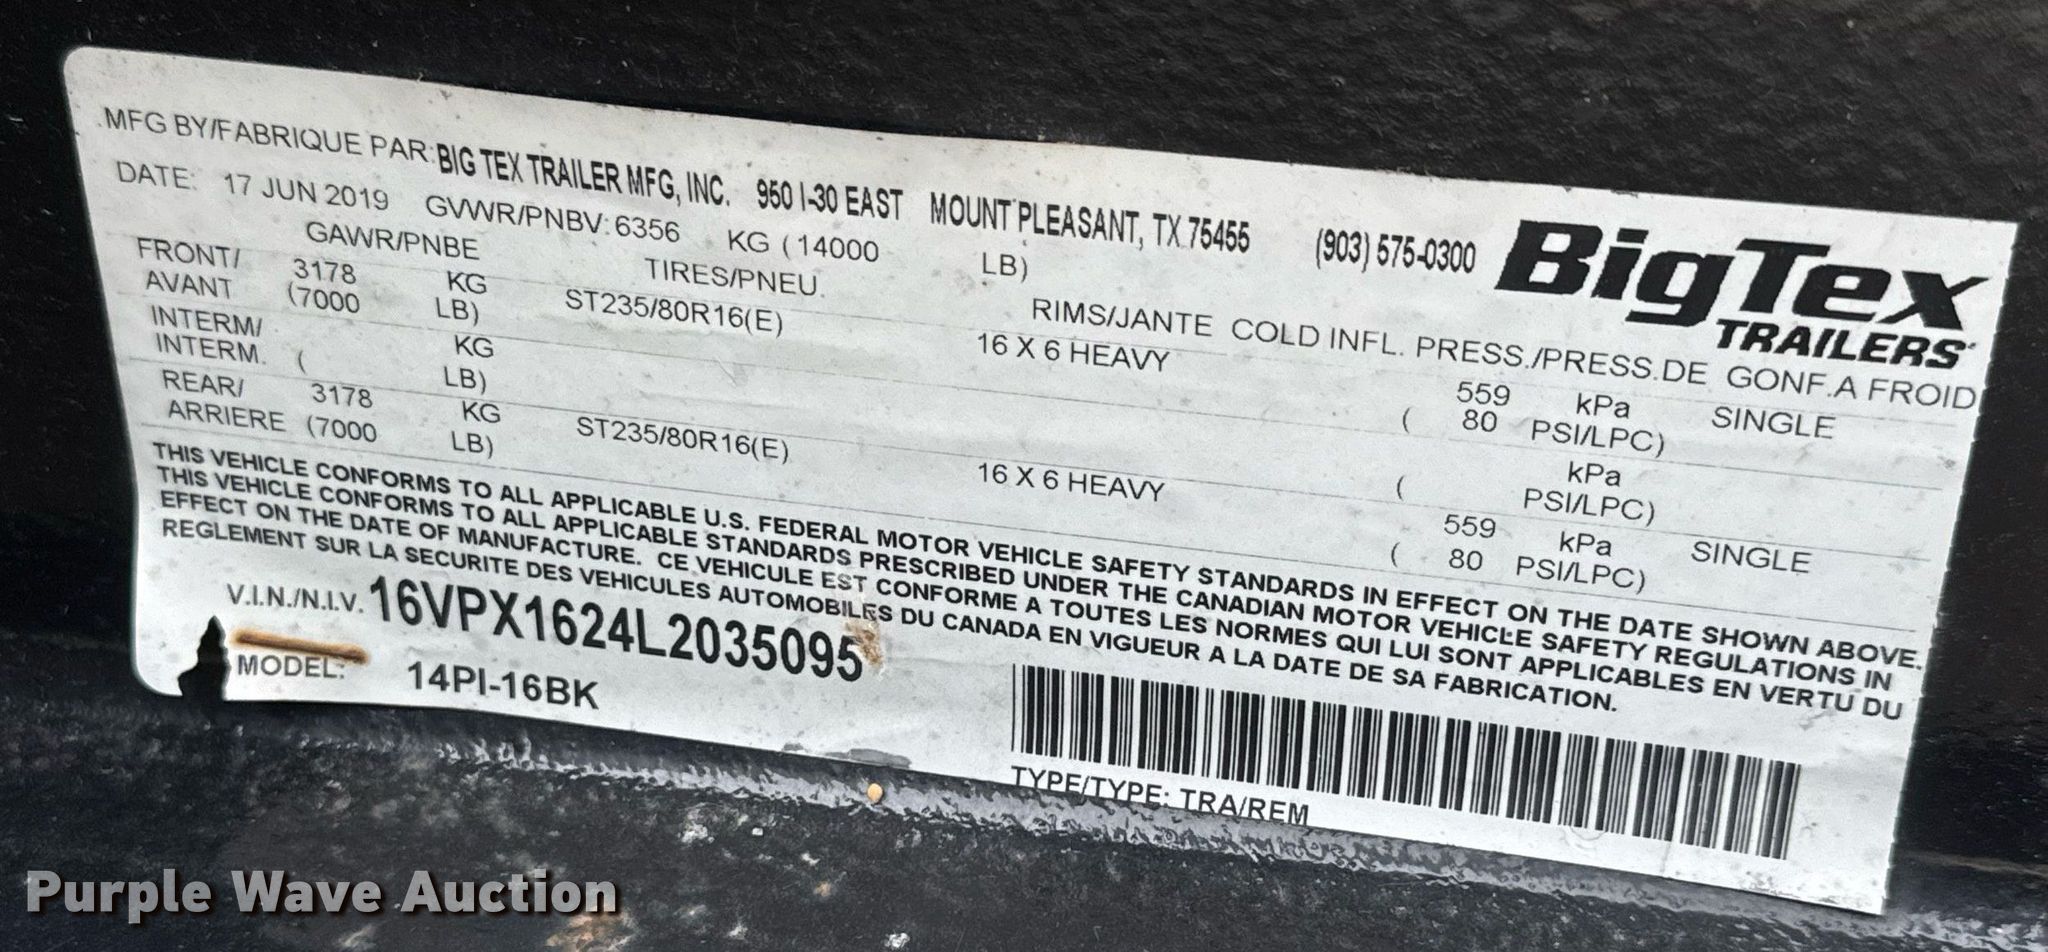 MFG BY/FABRIQUE PAR: BIG TEX TRAILER MFG, INC. 950 I-30 EAST MOUNT PLEASANT, TX 75455 (903) 575-0300
BigTex
TRAILERS
DATE: 17 JUN 2019 GVWR/PNBV: 6356 KG (14000 LB)
GAWR/PNBE TIRES/PNEU. RIMS/JANTE COLD INFL. PRESS./PRESS.DE GONF.A FROID
FRONT/ 3178 KG ST235/80R16(E) 16 X 6 HEAVY 559 kPa SINGLE
AVANT (7000 LB) ( 80 PSI/LPC)
INTERM/ KG kPa
INTERM. ( LB) ( PSI/LPC)
REAR/ 3178 KG ST235/80R16(E) 16 X 6 HEAVY 559 kPa SINGLE
ARRIERE (7000 LB) ( 80 PSI/LPC)
THIS VEHICLE CONFORMS TO ALL APPLICABLE U.S. FEDERAL MOTOR VEHICLE SAFETY STANDARDS IN EFFECT ON THE DATE SHOWN ABOVE.
THIS VEHICLE CONFORMS TO ALL APPLICABLE STANDARDS PRESCRIBED UNDER THE CANADIAN MOTOR VEHICLE SAFETY REGULATIONS IN
EFFECT ON THE DATE OF MANUFACTURE. CE VEHICULE EST CONFORME A TOUTES LES NORMES QUI LUI SONT APPLICABLES EN VERTU DU
REGLEMENT SUR LA SECURITE DES VEHICULES AUTOMOBILES DU CANADA EN VIGUEUR A LA DATE DE SA FABRICATION.
V.I.N./N.I.V. 16VPX1624L2035095
MODEL: 14PI-16BK
TYPE/TYPE: TRA/REM
Purple Wave Auction